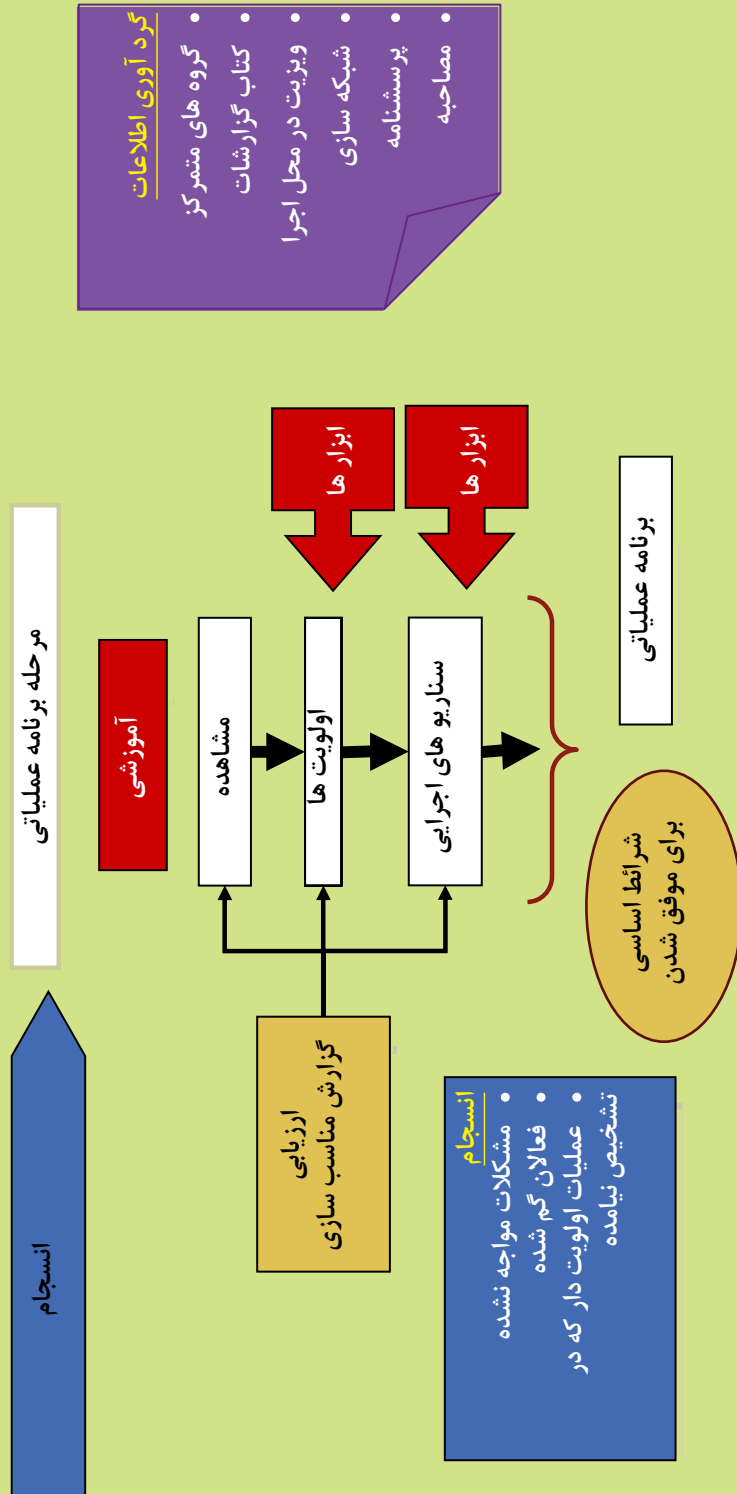 مرحله برنامه عملیاتی
انسجام
آموزشی
گرد آوری اطلاعات
• گروه های متمرکز
• کتاب گزارشات
• ویزیت در محل اجرا
• شبکه سازی
• پرسشنامه
• مصاحبه
مشاهده
اولویت ها
سناریو های اجرایی
ابزار ها
ابزار ها
ارزیابی
گزارش مناسب سازی
انسجام
• مشکلات مواجه نشده
• فعالان گم شده
• عملیات اولویت دار که در
تشخیص نیامده
شرائط اساسی
برای موفق شدن
برنامه عملیاتی